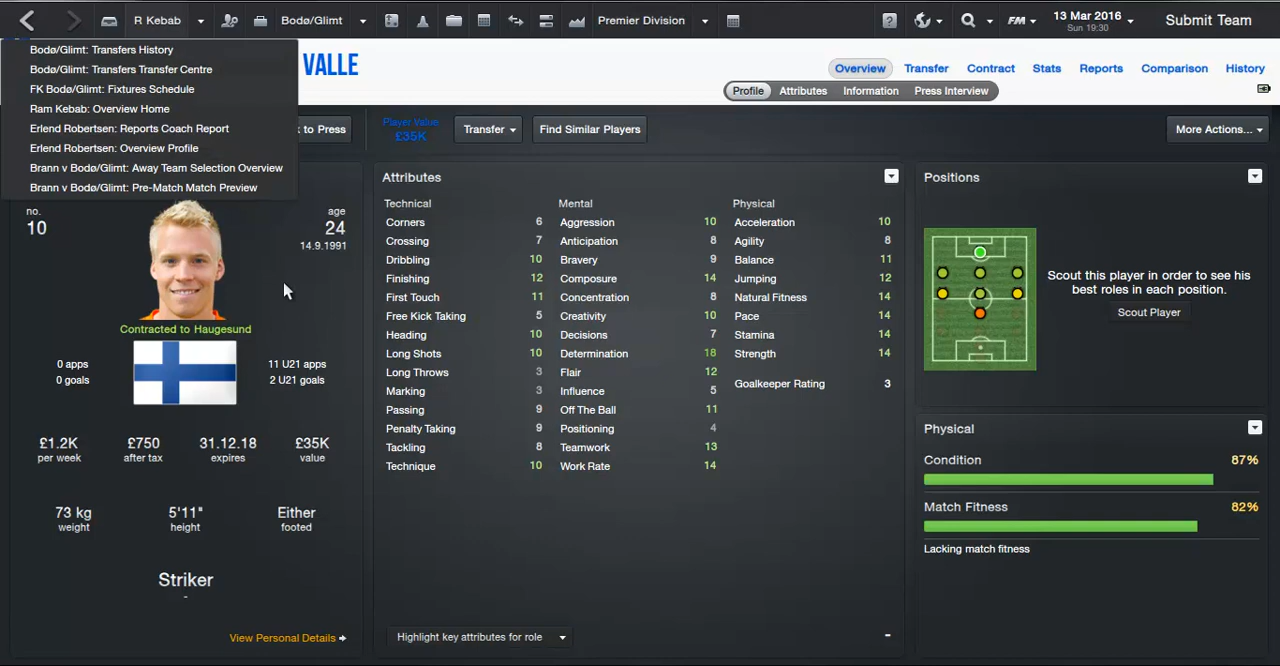 R Kebab
Bodø/Glimt
Premier Division
?
FM
13 Mar 2016
Sun 19:30
Submit Team
Bodø/Glimt: Transfers History
Bodø/Glimt: Transfers Transfer Centre
FK Bodø/Glimt: Fixtures Schedule
Ram Kebab: Overview Home
Erlend Robertsen: Reports Coach Report
Erlend Robertsen: Overview Profile
Brann v Bodø/Glimt: Away Team Selection Overview
Brann v Bodø/Glimt: Pre-Match Match Preview
VALLE
Overview Transfer Contract Stats Reports Comparison History
Profile Attributes Information Press Interview
to Press
Player Value
£35K
Transfer
Find Similar Players
More Actions...
no.
10
age
24
14.9.1991
Contracted to Haugesund
0 apps
0 goals
11 U21 apps
2 U21 goals
£1.2K
per week
£750
after tax
31.12.18
expires
£35K
value
73 kg
weight
5'11"
height
Either
footed
Striker
-
View Personal Details
Attributes
Technical
Corners 6
Crossing 7
Dribbling 10
Finishing 12
First Touch 11
Free Kick Taking 5
Heading 10
Long Shots 10
Long Throws 3
Marking 3
Passing 9
Penalty Taking 9
Tackling 8
Technique 10
Mental
Aggression 10
Anticipation 8
Bravery 9
Composure 14
Concentration 8
Creativity 10
Decisions 7
Determination 18
Flair 12
Influence 5
Off The Ball 11
Positioning 4
Teamwork 13
Work Rate 14
Physical
Acceleration 10
Agility 8
Balance 11
Jumping 12
Natural Fitness 14
Pace 14
Stamina 14
Strength 14
Goalkeeper Rating 3
Highlight key attributes for role
-
Positions
Scout this player in order to see his
best roles in each position.
Scout Player
Physical
Condition 87%
Match Fitness 82%
Lacking match fitness